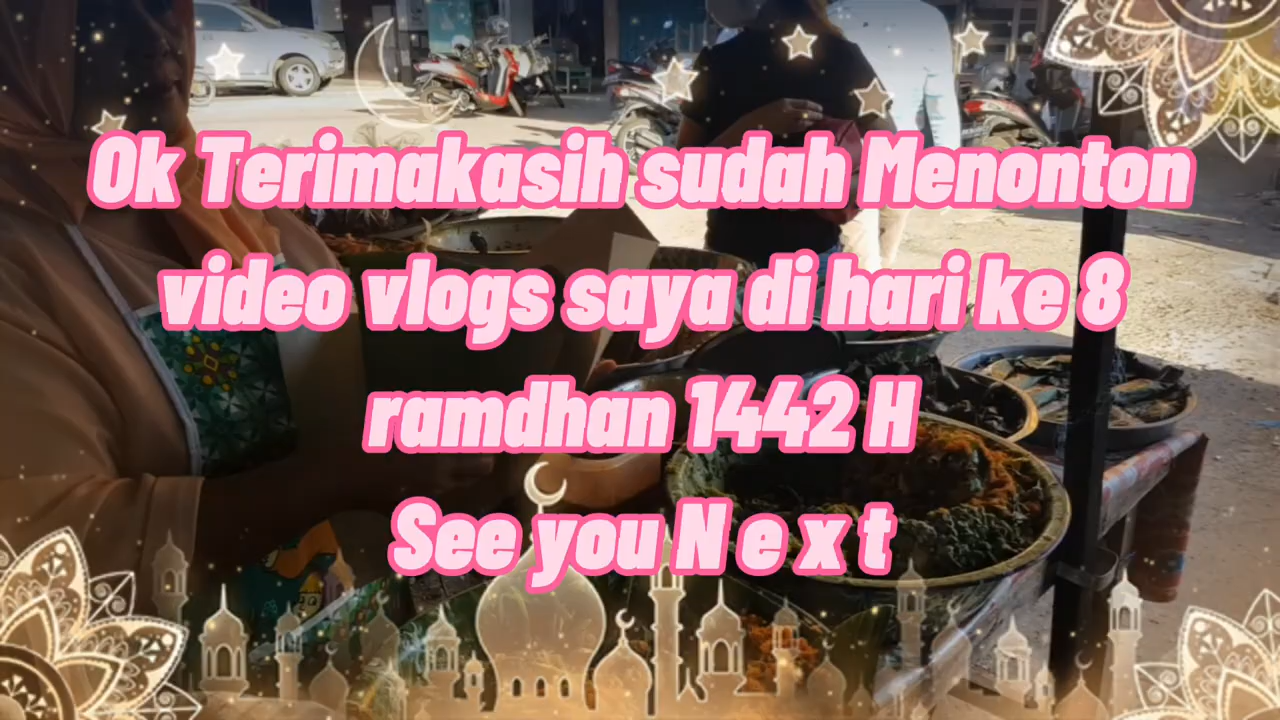 Ok Terimakasih sudah Menonton
video vlogs saya di hari ke 8
ramdhan 1442 H
See you N e x t